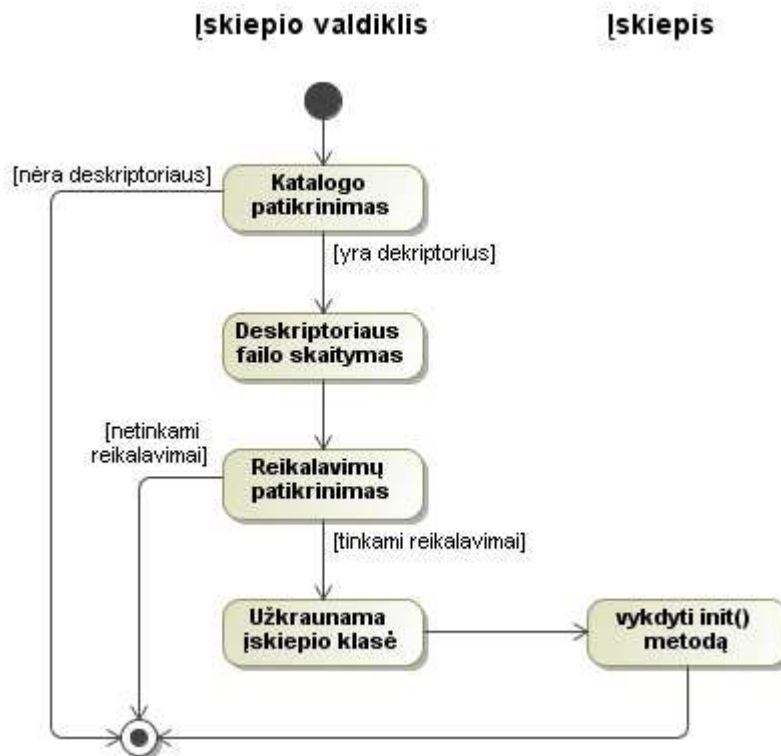 Įskiepio valdiklis
Įskiepis
[nėra deskriptoriaus]
Katalogo
patikrinimas
[yra dekriptorius]
Deskriptoriaus
failo skaitymas
[netinkami
reikalavimai]
Reikalavimų
patikrinimas
[tinkami reikalavimai]
Užkraunama
įskiepio klasė
vykdyti init()
metodą